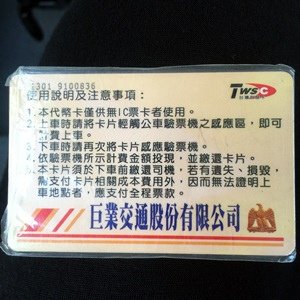 1301 9100836
TWSC
使用說明及注意事項：
1.本代幣卡僅供無IC票卡者使用。
2.上車時請將卡片輕觸公車驗票機之感應區，即可
計費上車。
3.下車時請再次將卡片感應驗票機。
4.依驗票機所示計費金額投現，並繳還卡片。
5.本卡片須於下車前繳還司機，若有遺失、損毀，
需支付卡片相關成本費用外，因而無法證明上
車地點者，應支付全程票款。
巨業交通股份有限公司